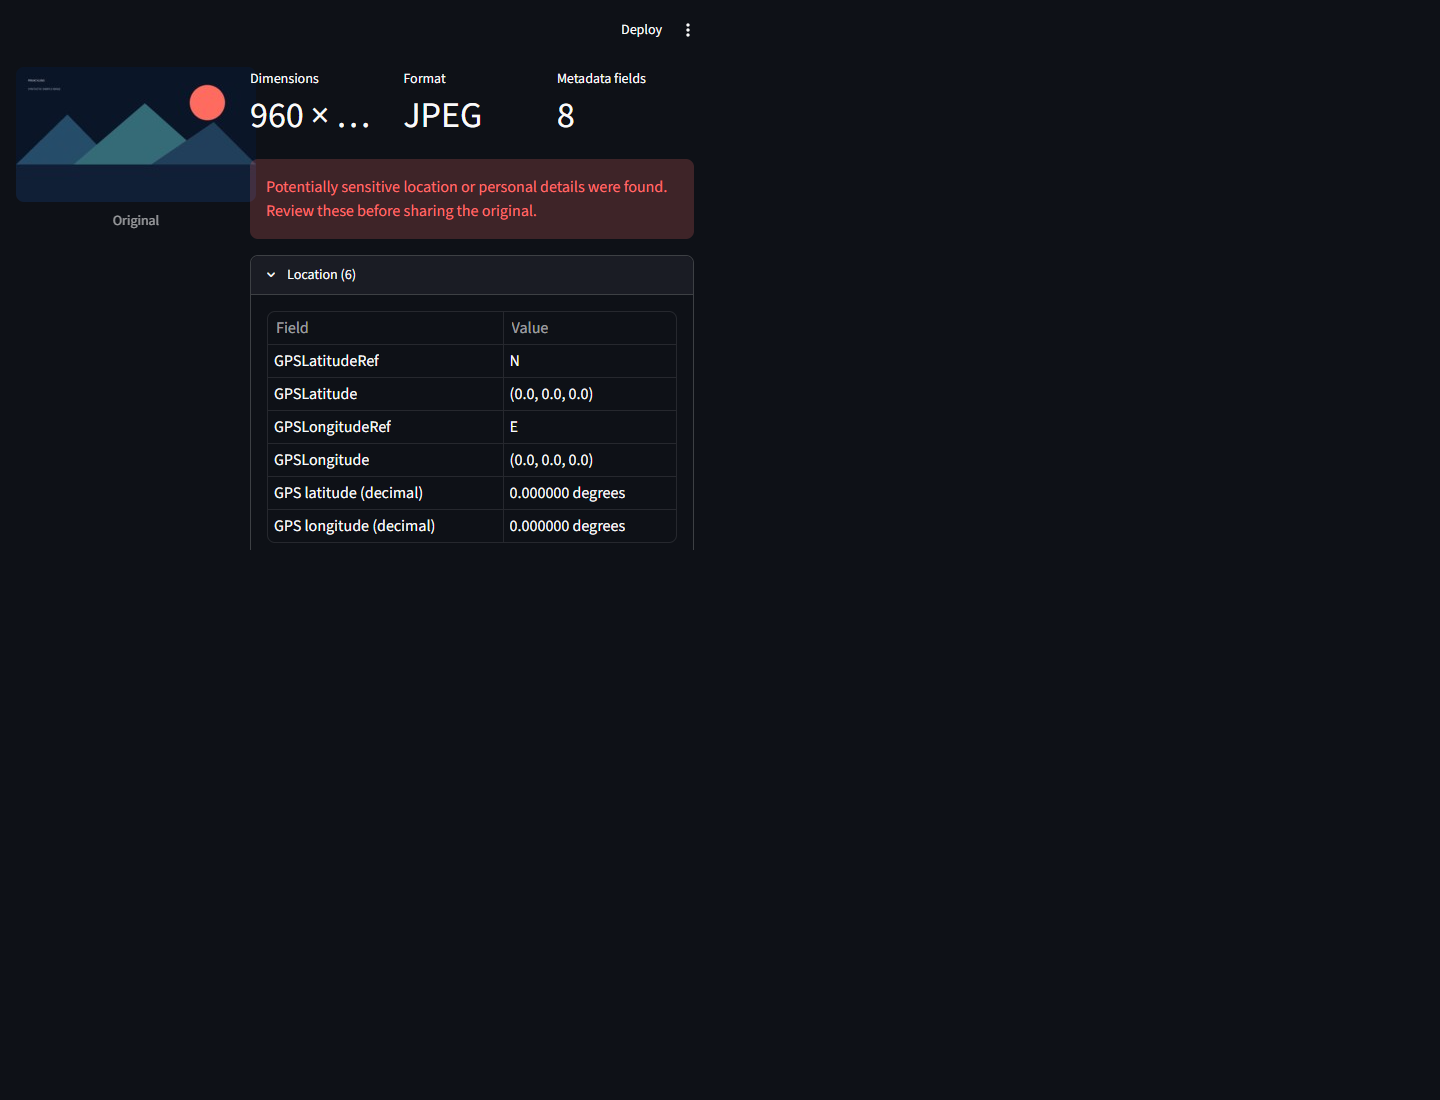 Deploy
Dimensions
960 × ...
Format
JPEG
Metadata fields
8
Original
Potentially sensitive location or personal details were found.
Review these before sharing the original.
Location (6)
Field Value
GPSLatitudeRef N
GPSLatitude (0.0, 0.0, 0.0)
GPSLongitudeRef E
GPSLongitude (0.0, 0.0, 0.0)
GPS latitude (decimal) 0.000000 degrees
GPS longitude (decimal) 0.000000 degrees